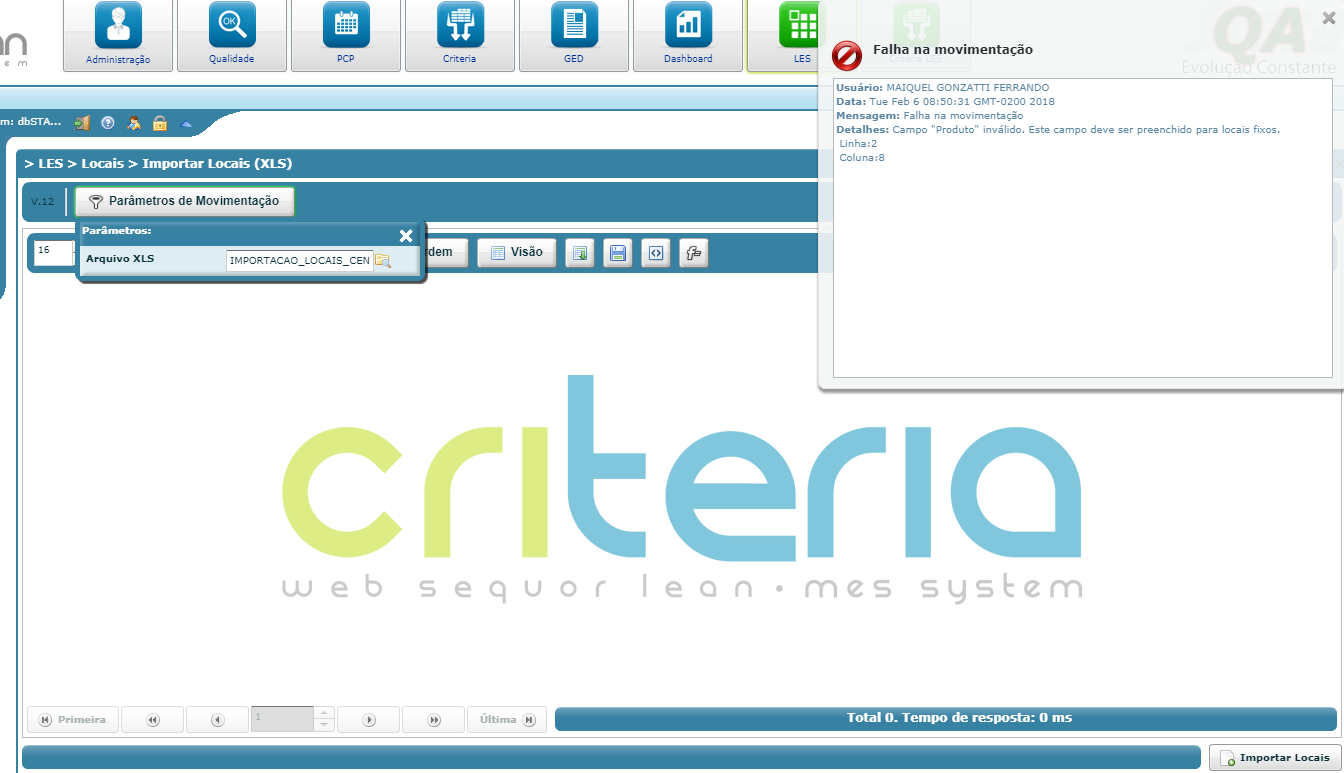 Administração
Qualidade
PCP
Criteria
GED
Dashboard
LES
Criteria LES
QA
Evolução Constante
Falha na movimentação
Usuário: MAIQUEL GONZATTI FERRANDO
Data: Tue Feb 6 08:50:31 GMT-0200 2018
Mensagem: Falha na movimentação
Detalhes: Campo "Produto" inválido. Este campo deve ser preenchido para locais fixos.
Linha:2
Coluna:8
m: dbSTA...
> LES > Locais > Importar Locais (XLS)
V.12
Parâmetros de Movimentação
Parâmetros:
Arquivo XLS
IMPORTACAO_LOCAIS_CEN
16
rdem
Visão
criteria
web sequor lean · mes system
Primeira
1
Última
Total 0. Tempo de resposta: 0 ms
Importar Locais